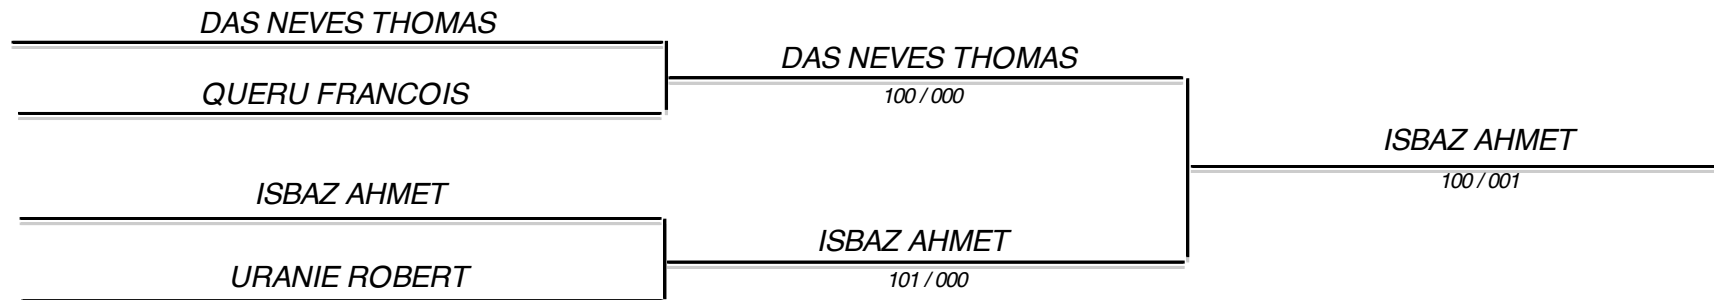 DAS NEVES THOMAS
QUERU FRANCOIS
ISBAZ AHMET
URANIE ROBERT
DAS NEVES THOMAS
100 / 000
ISBAZ AHMET
101 / 000
ISBAZ AHMET
100 / 001